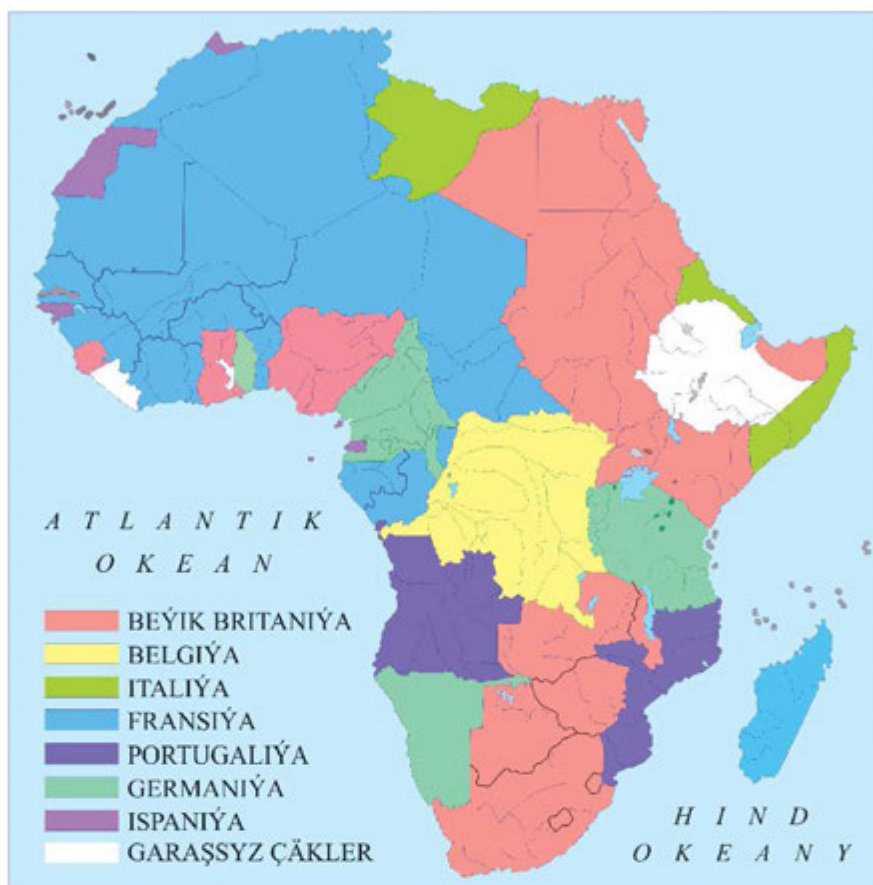 ATLANTIK
OKEAN
BEÝIK BRITANIÝA
BELGIÝA
ITALIÝA
FRANSIÝA
PORTUGALIÝA
GERMANIÝA
ISPANIÝA
GARAŞSYZ ÇÄKLER
HIND
OKEANY